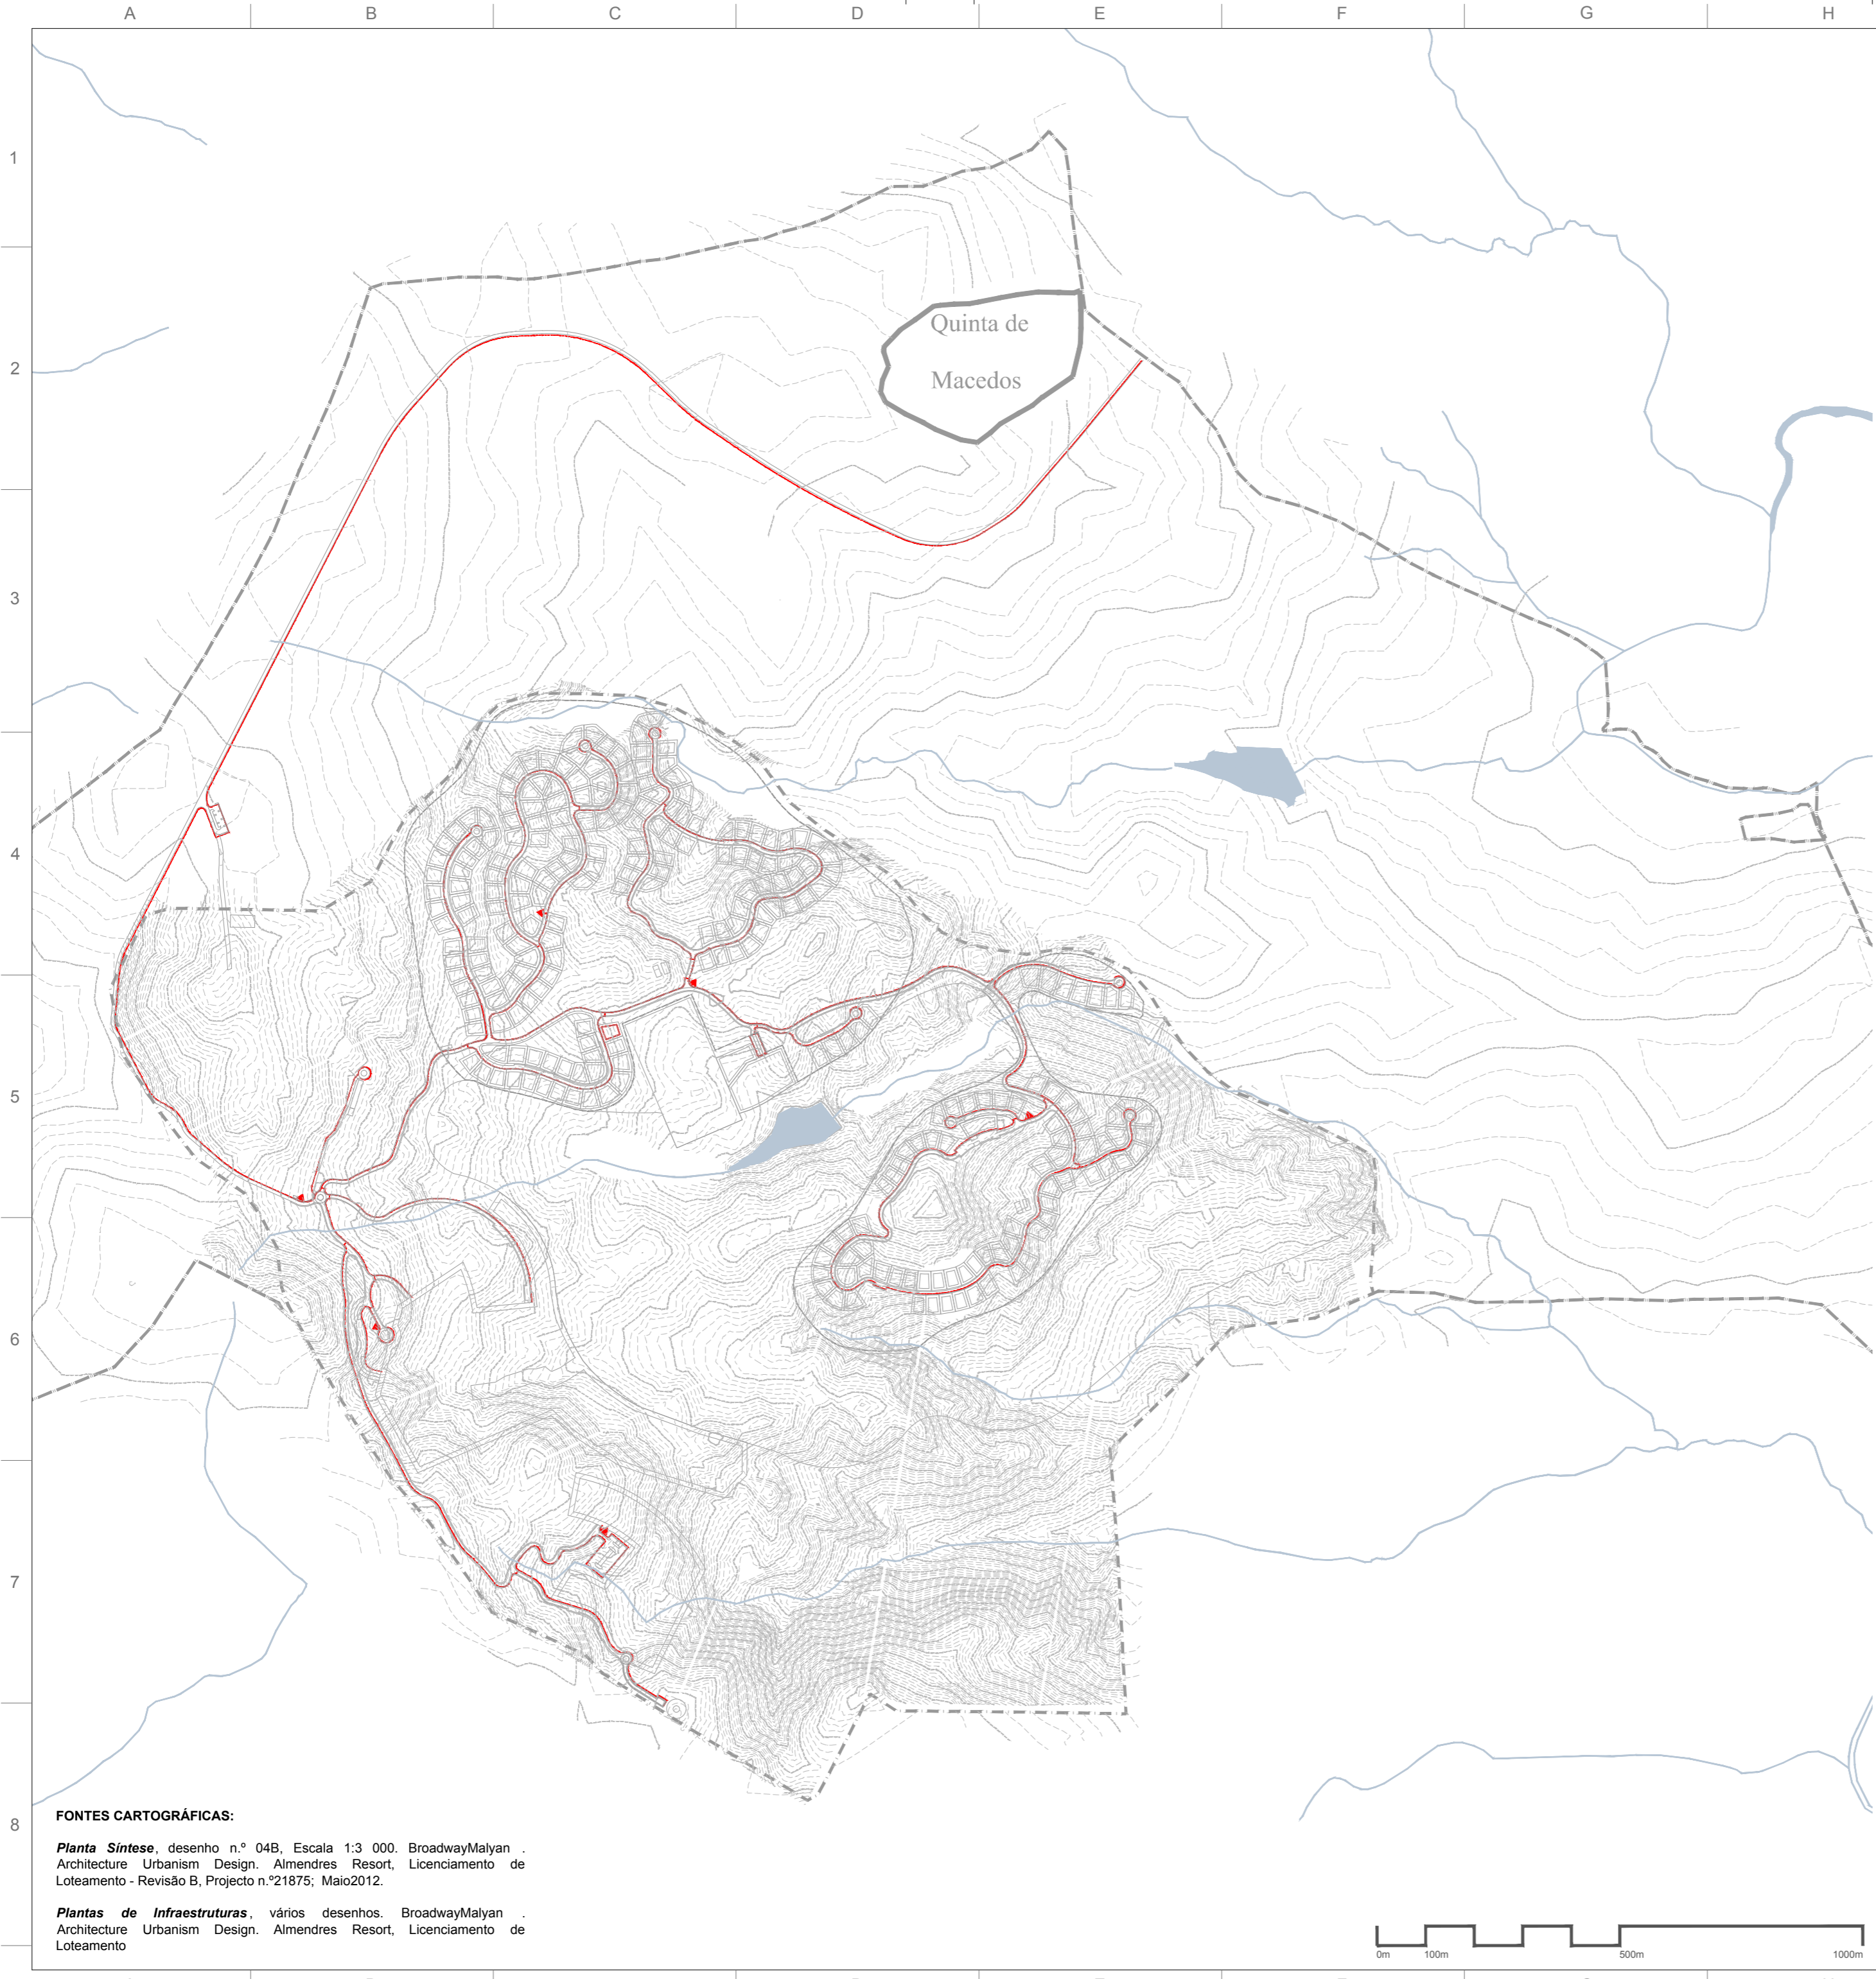 A B C D E F G H
1
Quinta de
2
Macedos
3
4
5
6
7
8
FONTES CARTOGRÁFICAS:
Planta Síntese, desenho n.º 04B, Escala 1:3 000. BroadwayMalyan .
Architecture Urbanism Design. Almendres Resort, Licenciamento de
Loteamento - Revisão B, Projecto n.º21875; Maio2012.
Plantas de Infraestruturas, vários desenhos. BroadwayMalyan .
Architecture Urbanism Design. Almendres Resort, Licenciamento de
Loteamento
0m 100m 500m 1000m